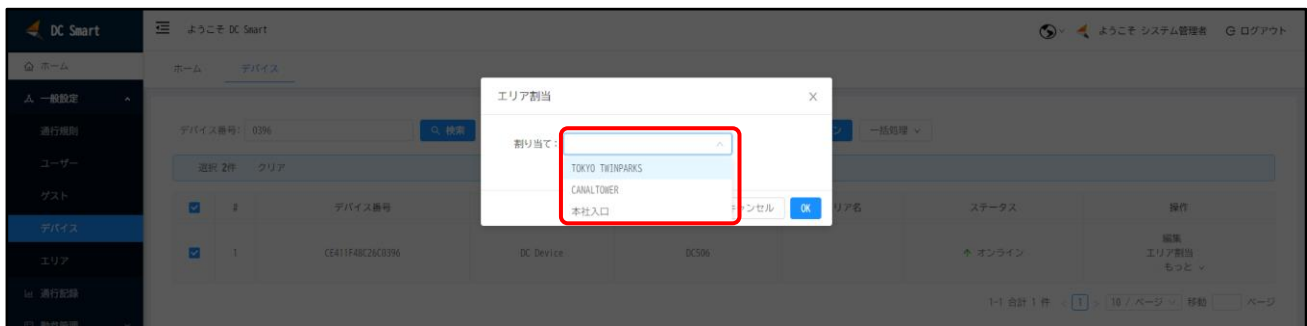 DC Smart
ようこそ DC Smart
ようこそ システム管理者
ログアウト
ホーム
ホーム
デバイス
一般設定
通行規則
ユーザー
ゲスト
デバイス
エリア
通行記録
デバイス番号: 0396
検索
一括処理
選択 2件 クリア
# デバイス番号
リア名 ステータス 操作
1 CE411F48C26C0396 DC Device DC506 オンライン
編集
エリア割当
もっと
1-1 合計 1 件 < 1 > 10 / ページ 移動 ページ
エリア割当
割り当て:
TOKYO TWINPARKS
CANALTOWER
本社入口
ャンセル
OK